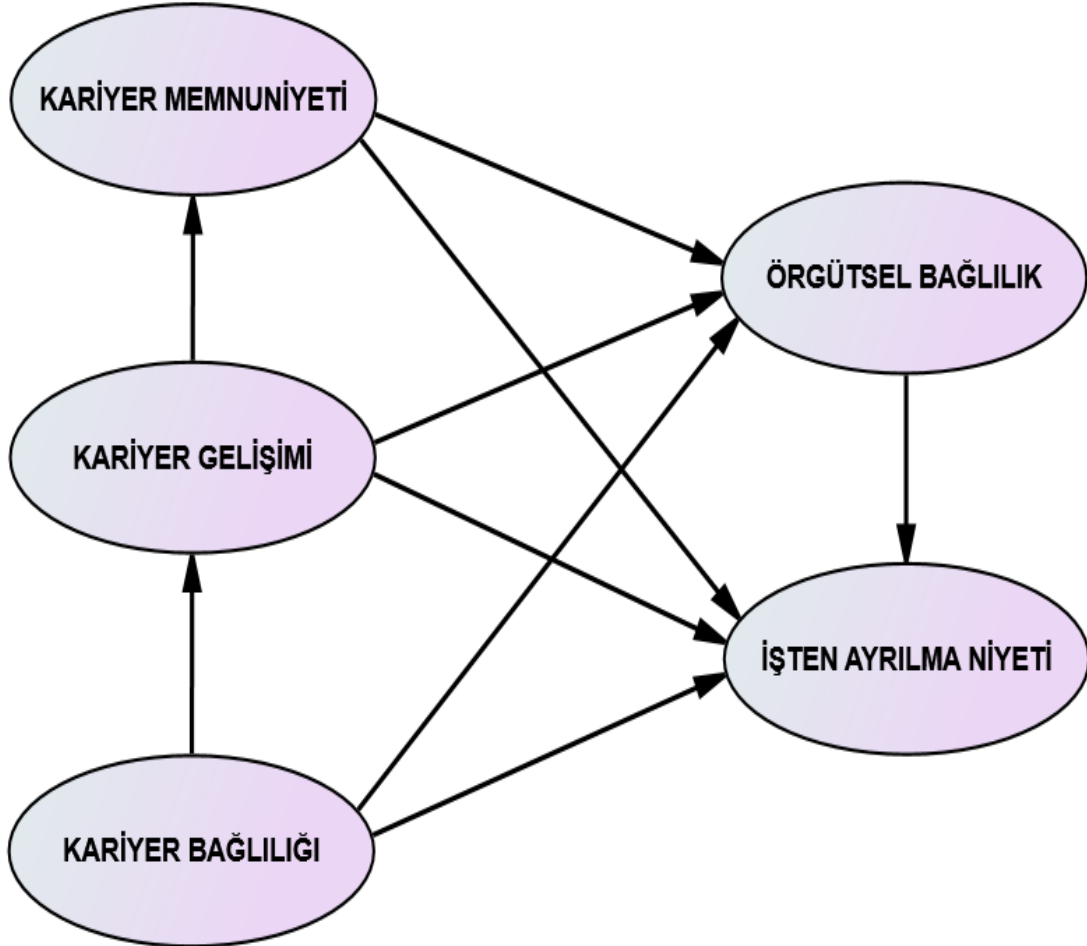 KARİYER MEMNUNİYETİ
ÖRGÜTSEL BAĞLILIK
KARİYER GELİŞİMİ
İŞTEN AYRILMA NİYETİ
KARİYER BAĞLILIĞI